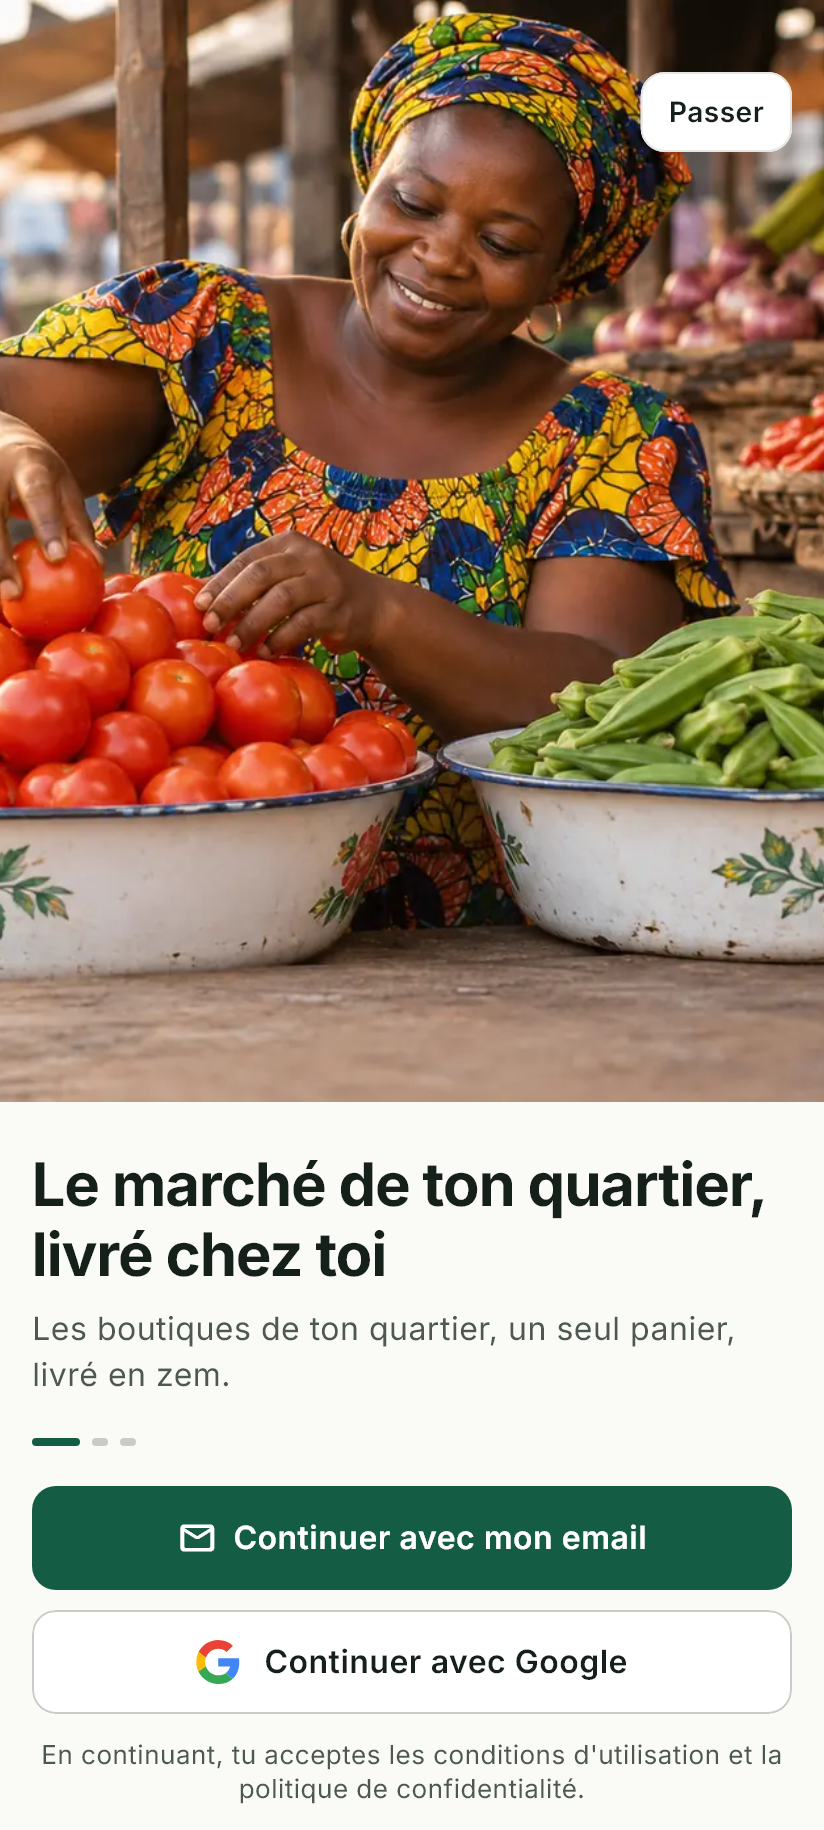 Passer
Le marché de ton quartier,
livré chez toi
Les boutiques de ton quartier, un seul panier,
livré en zem.
Continuer avec mon email
Continuer avec Google
En continuant, tu acceptes les conditions d'utilisation et la
politique de confidentialité.